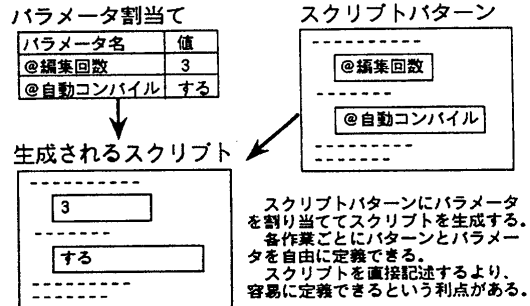 パラメータ割当て
パラメータ名 値
@編集回数 3
@自動コンパイル する
スクリプトパターン
@編集回数
@自動コンパイル
生成されるスクリプト
3
する
スクリプトパターンにパラメータ
を割り当ててスクリプトを生成する。
各作業ごとにパターンとパラメー
タを自由に定義できる。
スクリプトを直接記述するより、
容易に定義できるという利点がある。